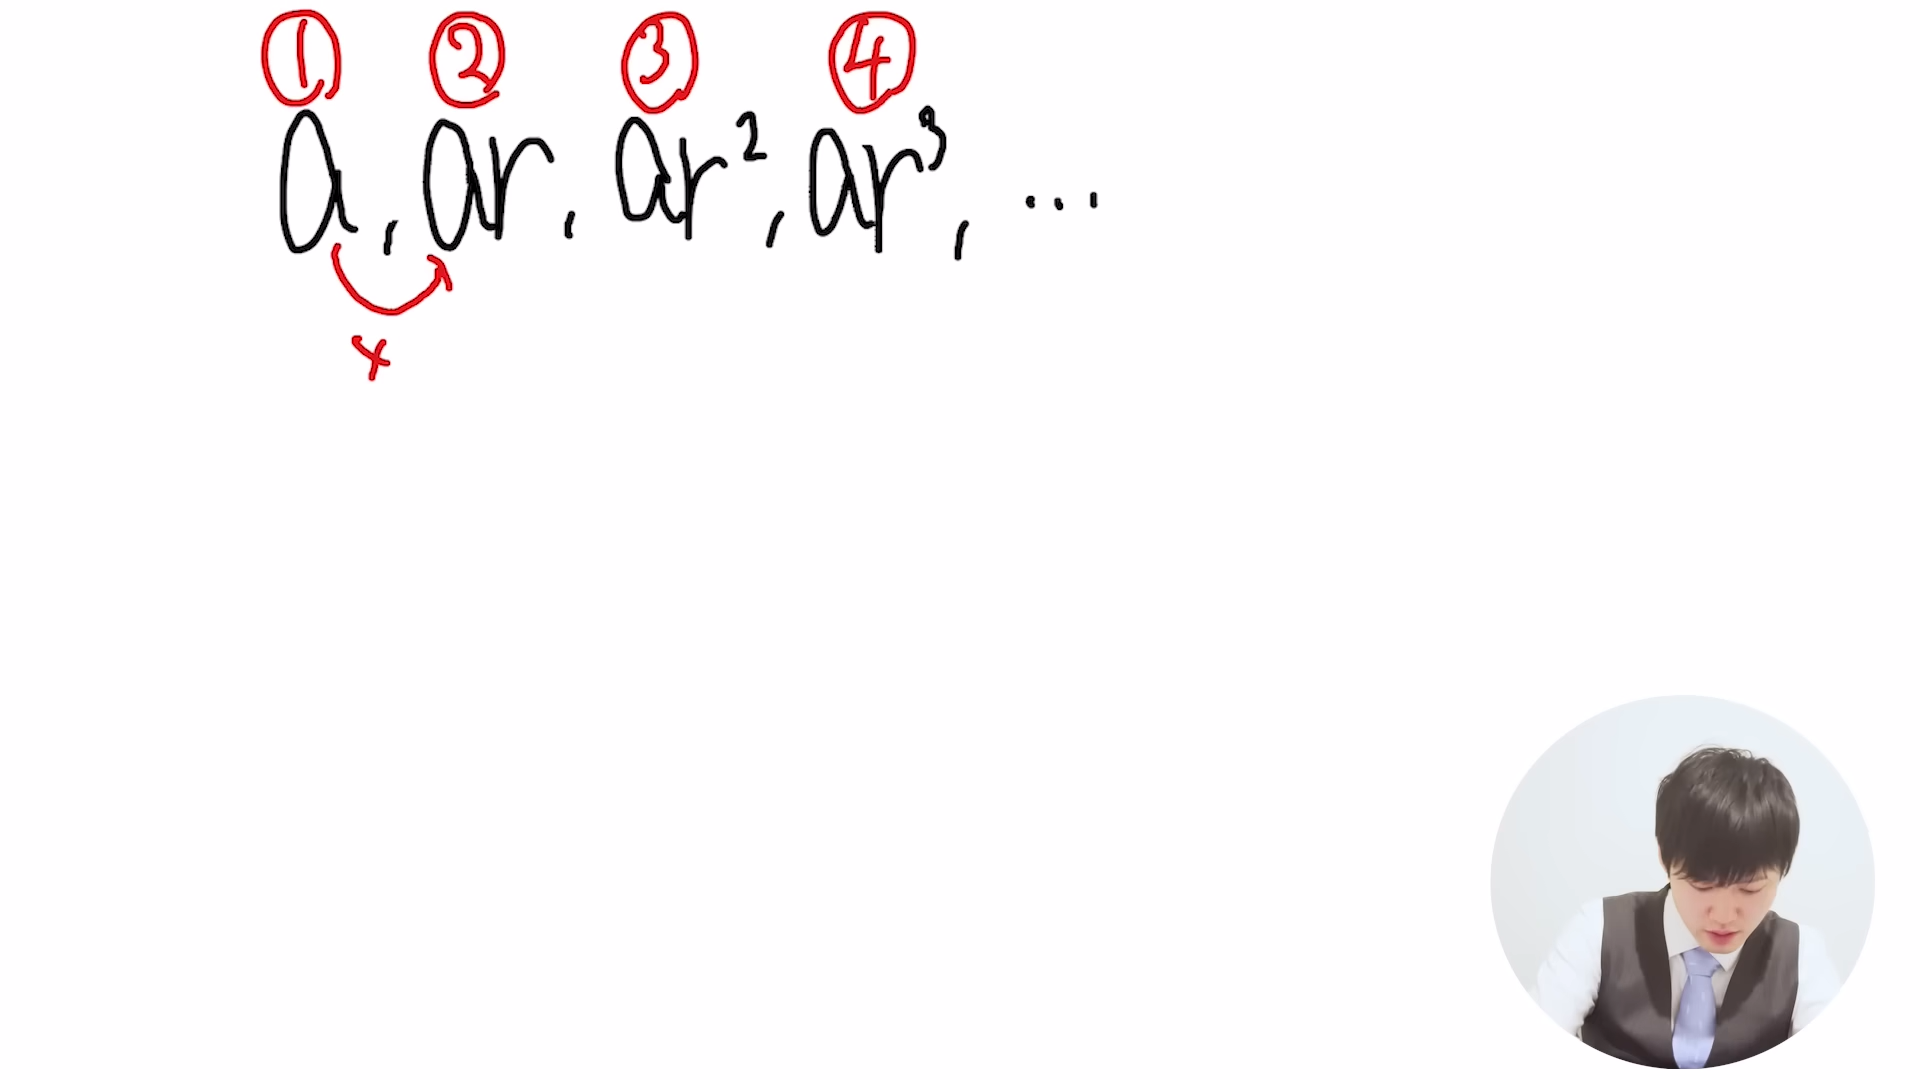 ① ② ③ ④
a, ar, ar², ar³, ...
×